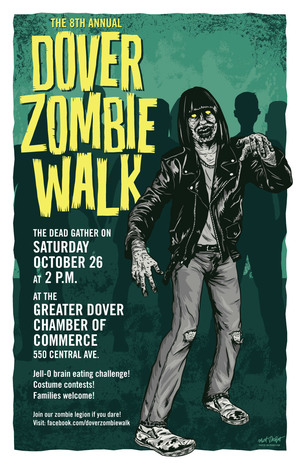 THE 8TH ANNUAL
DOVER
ZOMBIE
WALK
THE DEAD GATHER ON
SATURDAY
OCTOBER 26
AT 2 P.M.
AT THE
GREATER DOVER
CHAMBER OF
COMMERCE
550 CENTRAL AVE.
Jell-O brain eating challenge!
Costume contests!
Families welcome!
Join our zombie legion if you dare!
Visit: facebook.com/doverzombiewalk